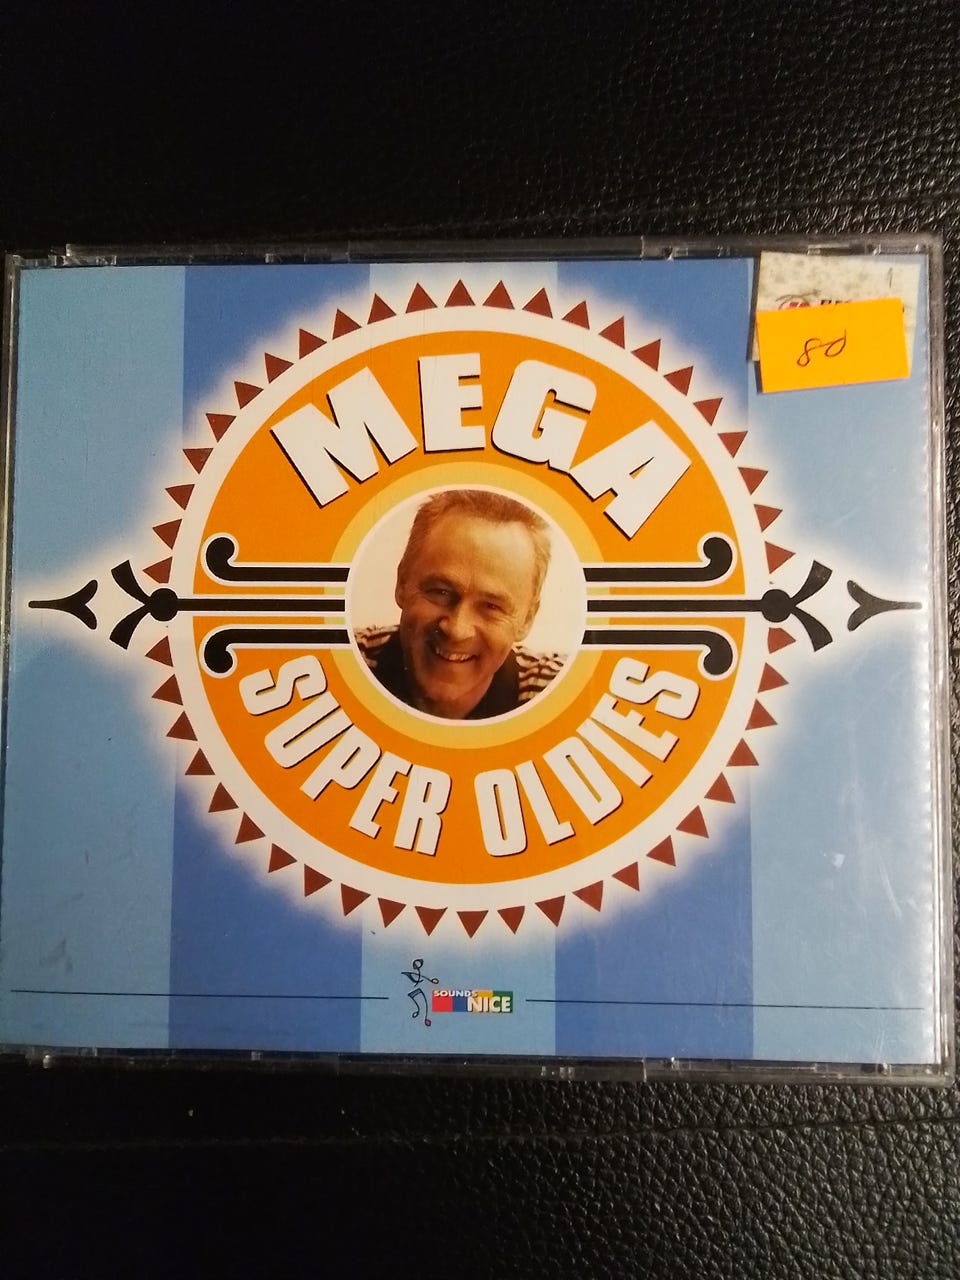 MEGA
80
SUPER OLDIES
SOUNDS
NICE